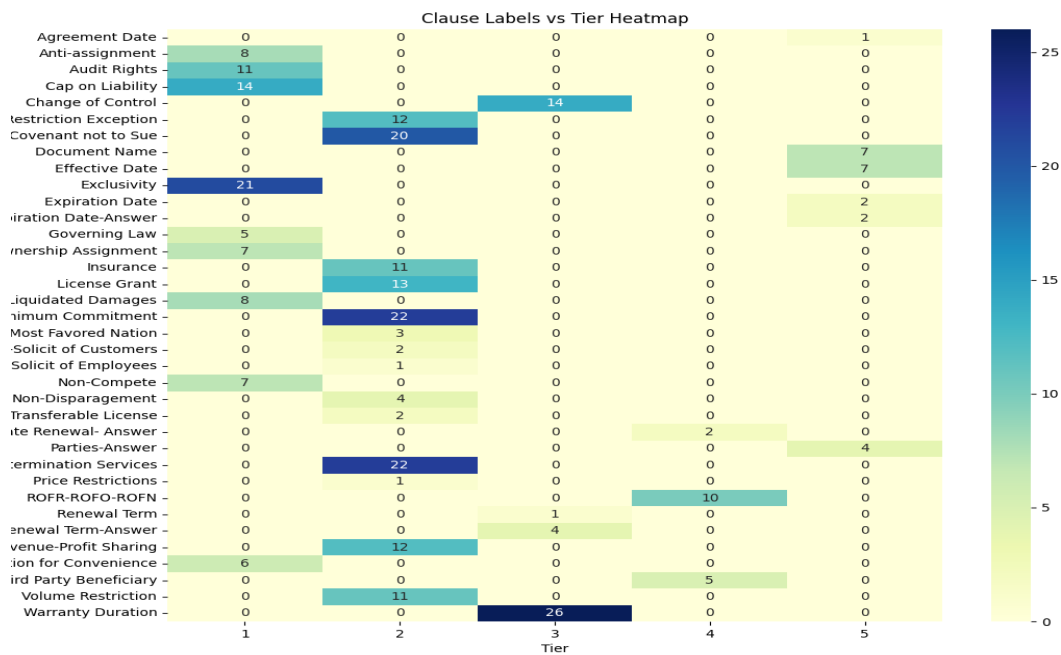 Clause Labels vs Tier Heatmap
Agreement Date 0 0 0 0 1
Anti-assignment 8 0 0 0 0
Audit Rights 11 0 0 0 0
Cap on Liability 14 0 0 0 0
Change of Control 0 0 14 0 0
Restriction Exception 0 12 0 0 0
Covenant not to Sue 0 20 0 0 0
Document Name 0 0 0 0 7
Effective Date 0 0 0 0 7
Exclusivity 21 0 0 0 0
Expiration Date 0 0 0 0 2
piration Date-Answer 0 0 0 0 2
Governing Law 5 0 0 0 0
wnership Assignment 7 0 0 0 0
Insurance 0 11 0 0 0
License Grant 0 13 0 0 0
Liquidated Damages 8 0 0 0 0
nimum Commitment 0 22 0 0 0
Most Favored Nation 0 3 0 0 0
-Solicit of Customers 0 2 0 0 0
Solicit of Employees 0 1 0 0 0
Non-Compete 7 0 0 0 0
Non-Disparagement 0 4 0 0 0
Transferable License 0 2 0 0 0
ate Renewal- Answer 0 0 0 2 0
Parties-Answer 0 0 0 0 4
termination Services 0 22 0 0 0
Price Restrictions 0 1 0 0 0
ROFR-ROFO-ROFN 0 0 0 10 0
Renewal Term 0 0 1 0 0
enewal Term-Answer 0 0 4 0 0
venue-Profit Sharing 0 12 0 0 0
tion for Convenience 6 0 0 0 0
ird Party Beneficiary 0 0 0 5 0
Volume Restriction 0 11 0 0 0
Warranty Duration 0 0 26 0 0
1 2 3 4 5
Tier
25
20
15
10
5
0